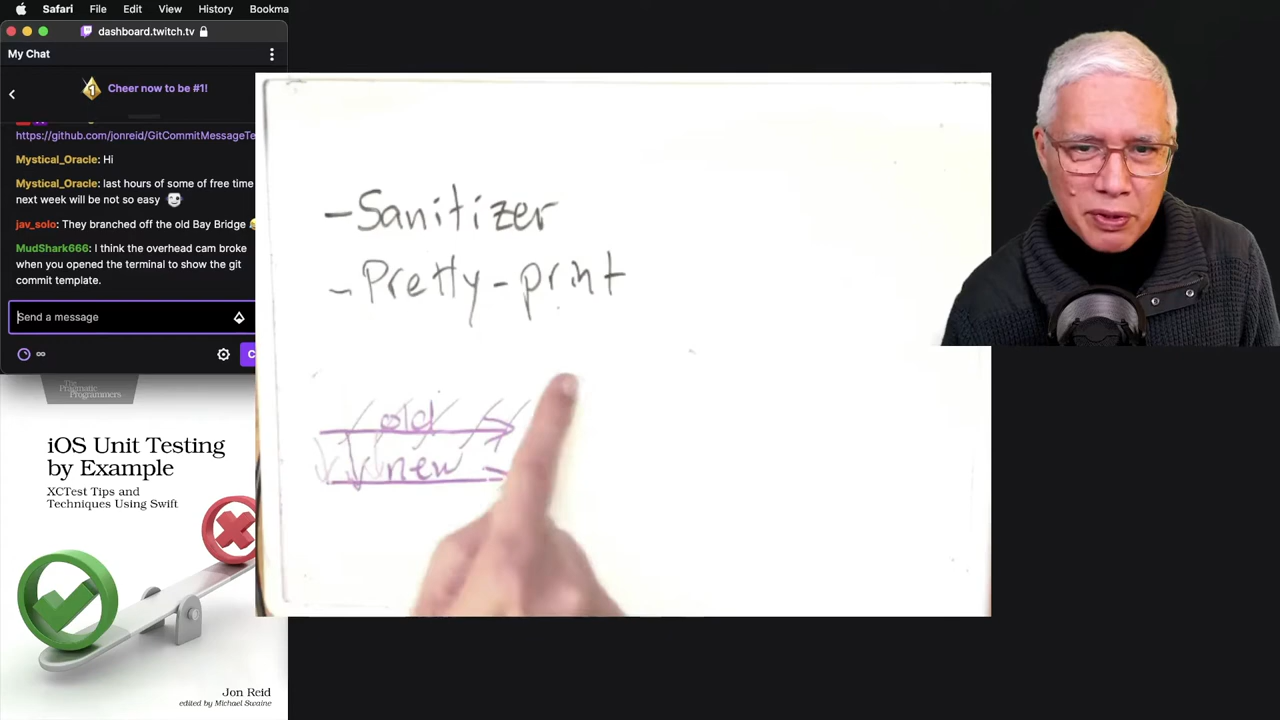 Safari File Edit View History Bookma
dashboard.twitch.tv
My Chat
1
Cheer now to be #1!
https://github.com/jonreid/GitCommitMessageTe
Mystical_Oracle: Hi
Mystical_Oracle: last hours of some of free time
next week will be not so easy
jav_solo: They branched off the old Bay Bridge
MudShark666: I think the overhead cam broke
when you opened the terminal to show the git
commit template.
Send a message
C
- Sanitizer
- Pretty-print
old
new
The
Pragmatic
Programmers
iOS Unit Testing
by Example
XCTest Tips and
Techniques Using Swift
Jon Reid
edited by Michael Swaine